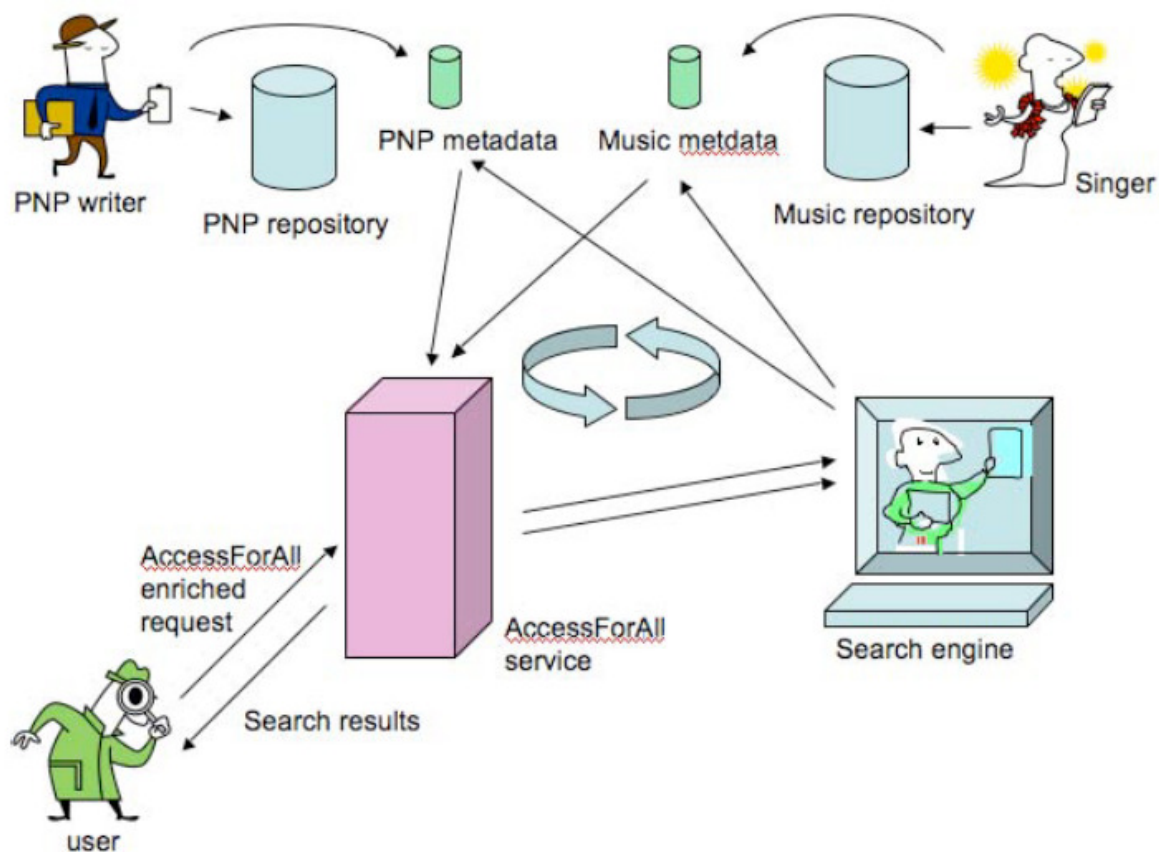 PNP metadata
Music metdata
PNP writer
Singer
PNP repository
Music repository
AccessForAll
enriched
request
AccessForAll
service
Search engine
Search results
user